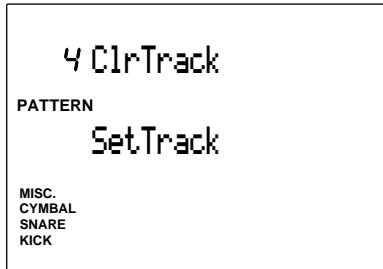 4 ClrTrack
PATTERN
SetTrack
MISC.
CYMBAL
SNARE
KICK